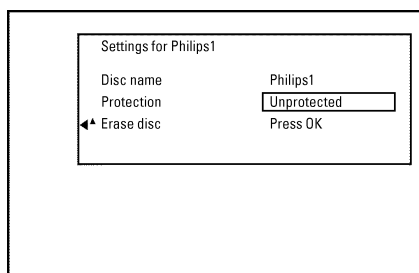 Settings for Philips1
Disc name Philips1
Protection Unprotected
Erase disc Press OK